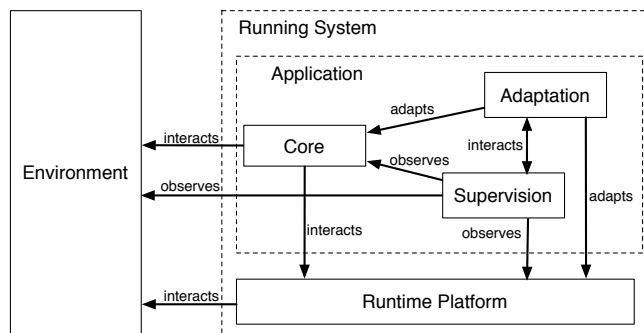 Running System
Application
Adaptation
adapts
interacts
Core
interacts
observes
Environment
observes
Supervision
adapts
interacts
observes
interacts
Runtime Platform